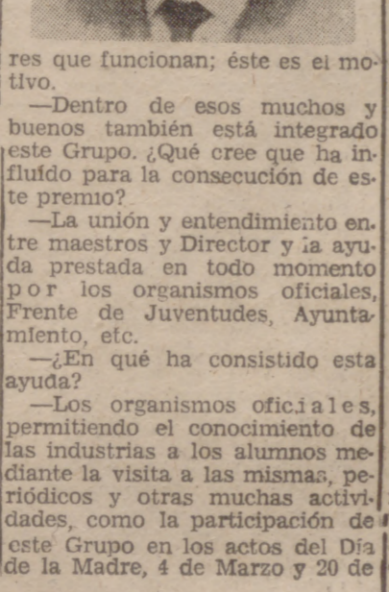 res que funcionan; éste es el mo-
tivo.
—Dentro de esos muchos y
buenos también está integrado
este Grupo. ¿Qué cree que ha in-
fluído para la consecución de es-
te premio?
—La unión y entendimiento en-
tre maestros y Director y la ayu-
da prestada en todo momento
por los organismos oficiales,
Frente de Juventudes, Ayunta-
miento, etc.
—¿En qué ha consistido esta
ayuda?
—Los organismos oficiales,
permitiendo el conocimiento de
las industrias a los alumnos me-
diante la visita a las mismas, pe-
riódicos y otras muchas activi-
dades, como la participación de
este Grupo en los actos del Día
de la Madre, 4 de Marzo y 20 de